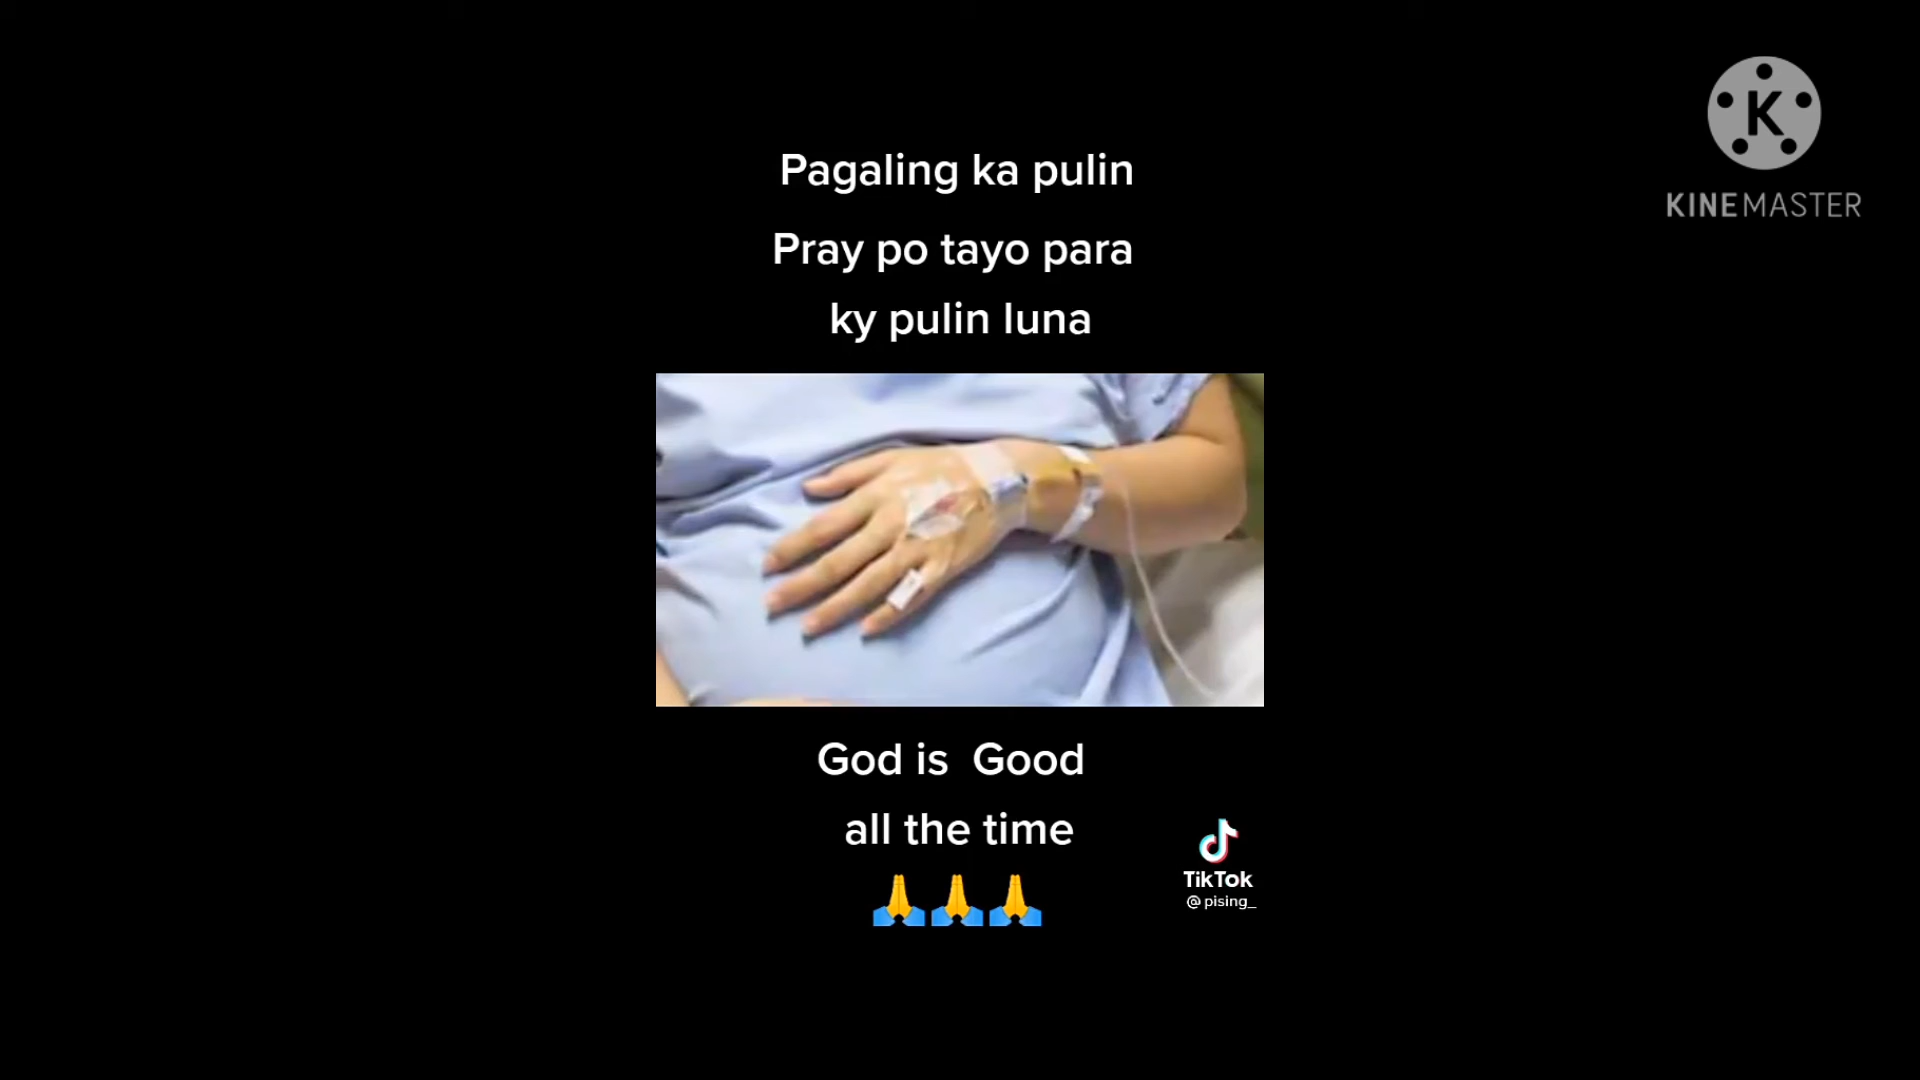 Pagaling ka pulin
Pray po tayo para
ky pulin luna
God is  Good
all the time
🙏🙏🙏
KINEMASTER
TikTok
@ pising_